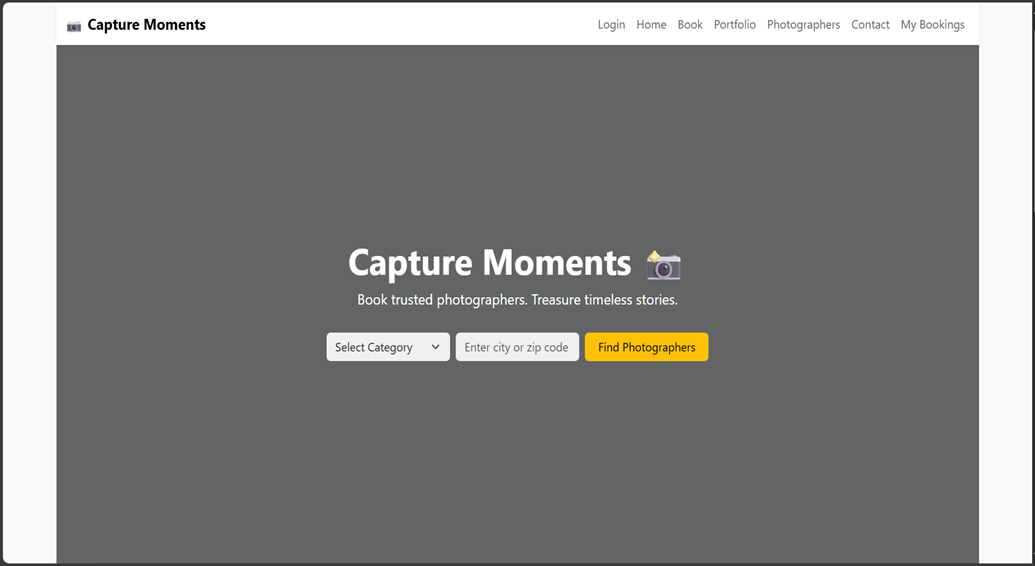 Capture Moments
Login Home Book Portfolio Photographers Contact My Bookings
Capture Moments
Book trusted photographers. Treasure timeless stories.
Select Category Enter city or zip code Find Photographers